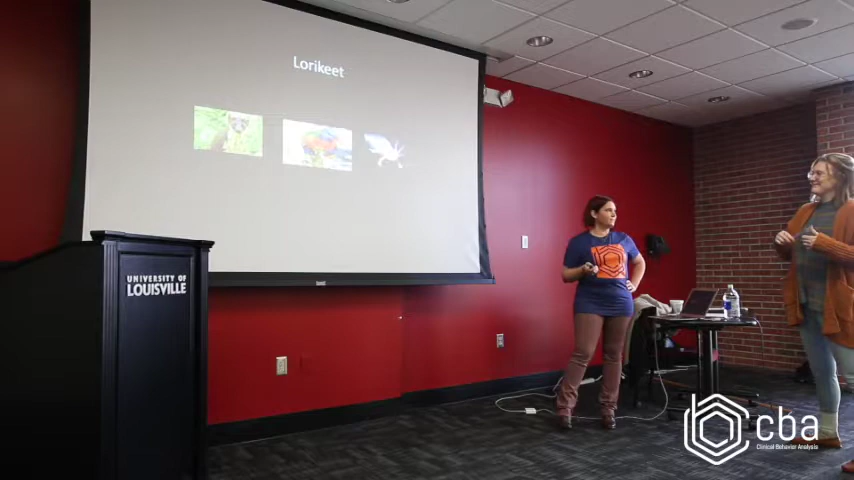 Lorikeet
UNIVERSITY OF
LOUISVILLE
cba
Clinical Behavior Analysis